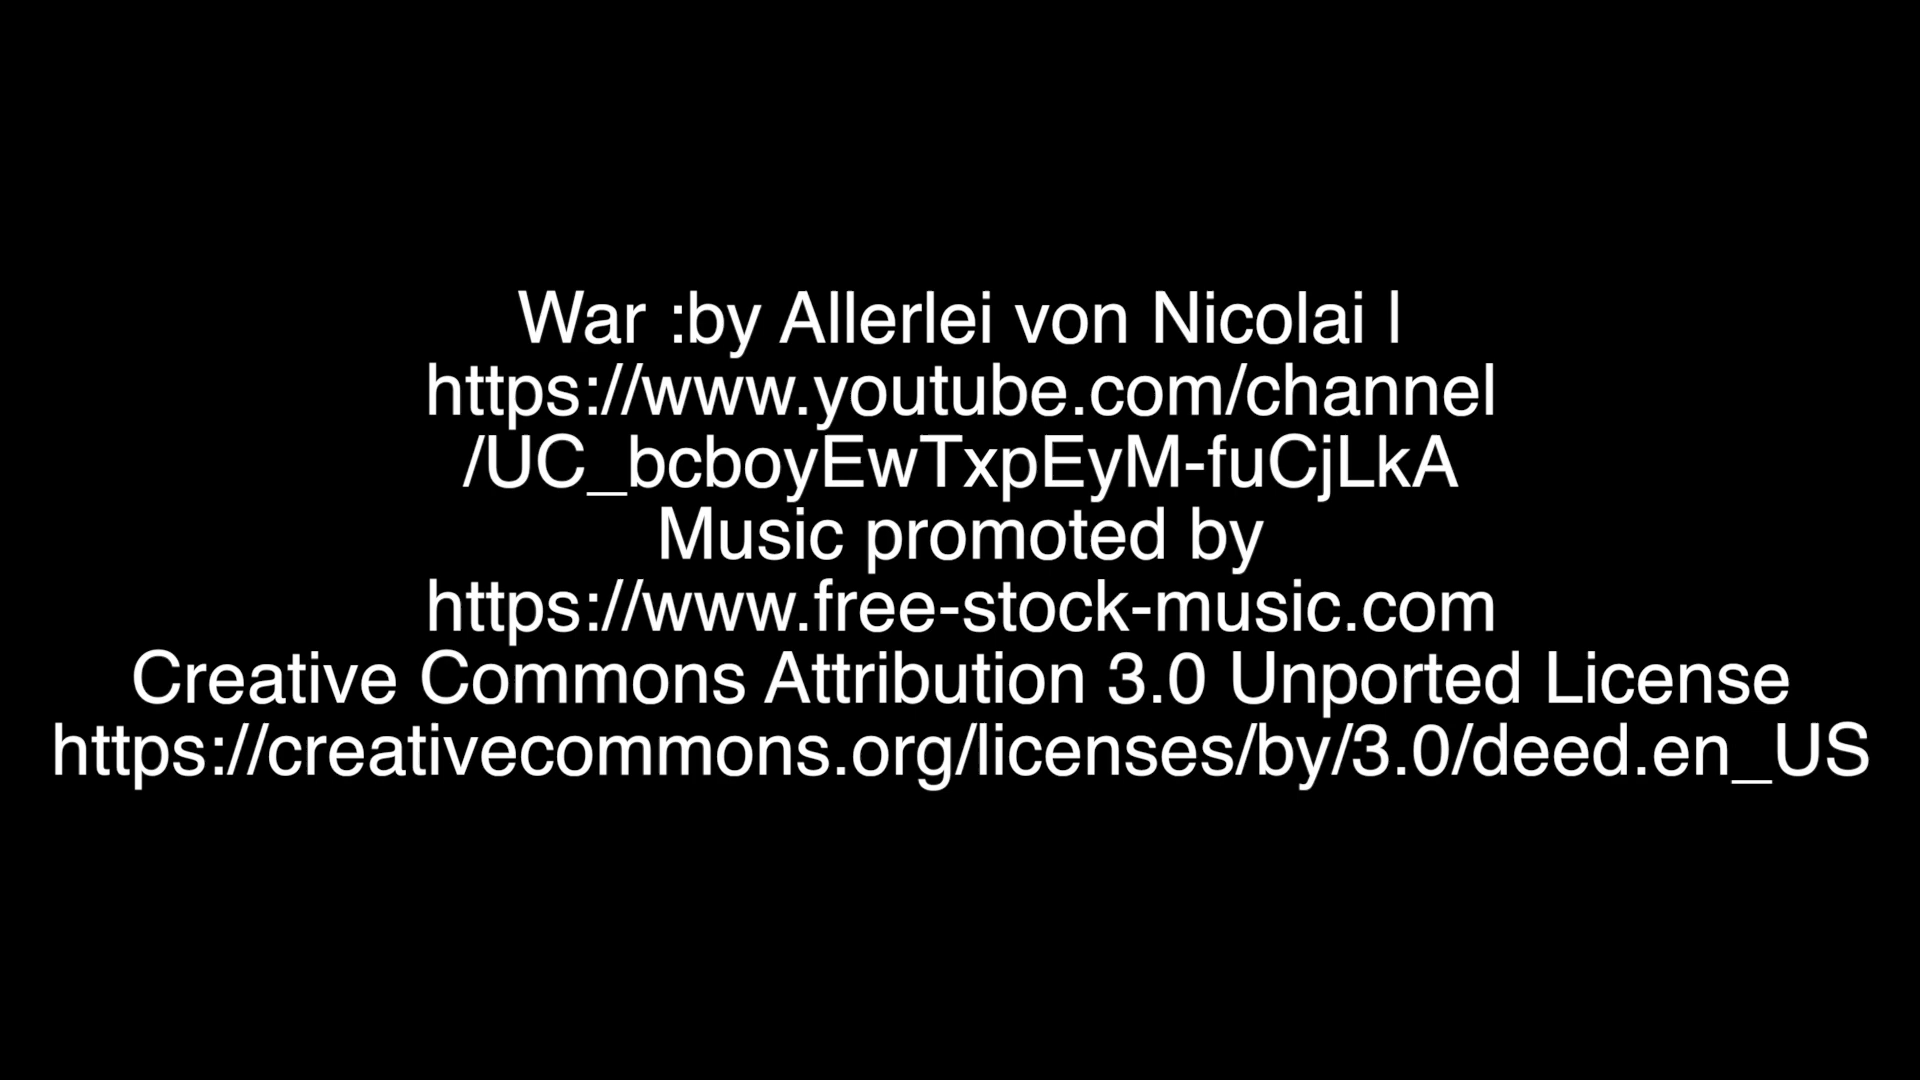 War :by Allerlei von Nicolai |
https://www.youtube.com/channel
/UC_bcboyEwTxpEyM-fuCjLkA
Music promoted by
https://www.free-stock-music.com
Creative Commons Attribution 3.0 Unported License
https://creativecommons.org/licenses/by/3.0/deed.en_US